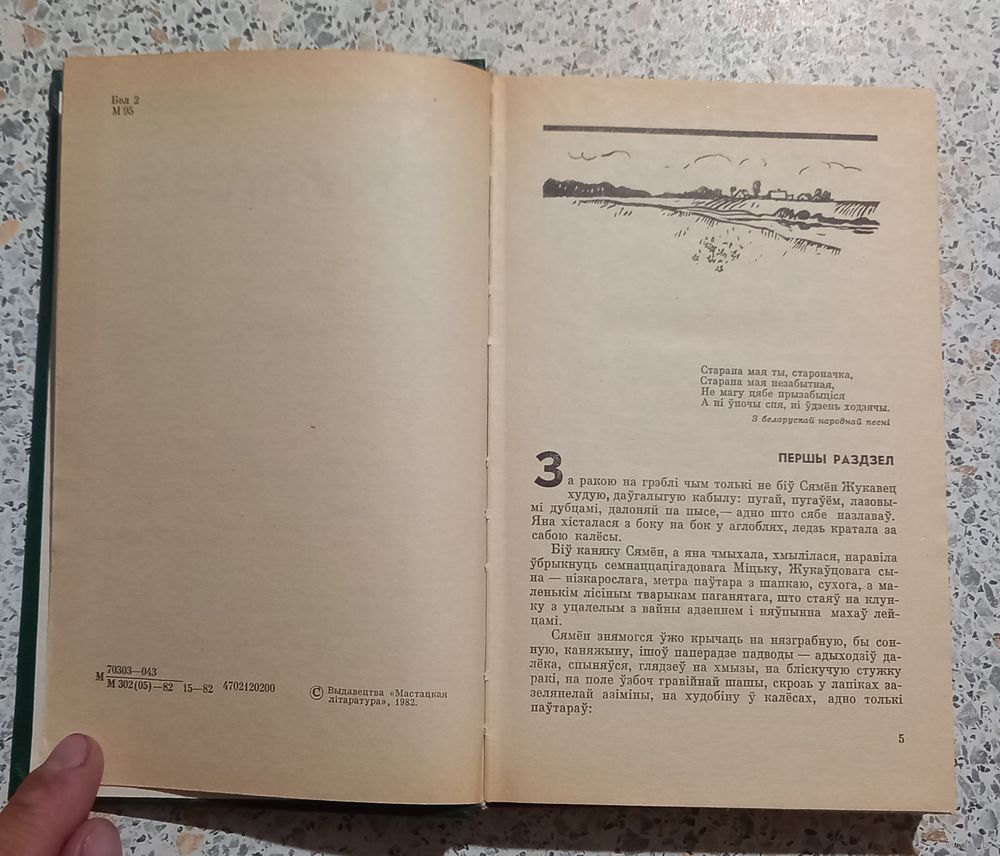 Бел 2
М 95
М 70303—043
М 302(05)—82 15—82 4702120200
© Выдавецтва «Мастацкая
літаратура», 1982.
Старана мая ты, староначка,
Старана мая незабытная,
Не магу цябе прызабыціся
А ні ўночы спя, ні ўдзень ходзячы.
З беларускай народнай песні
ПЕРШЫ РАЗДЗЕЛ
За ракою на грэблі чым толькі не біў Сямён Жукавец
худую, даўгалыгую кабылу: пугай, пугаўём, лазовы-
мі дубцамі, далоняй па пысе,— адно што сябе назлаваў.
Яна хісталася з боку на бок у аглоблях, ледзь кратала за
сабою калёсы.
Біў каняку Сямён, а яна чмыхала, хмылілася, наравіла
ўбрыкнуць семнаццацігадовага Міцьку, Жукаўцовага сы-
на — нізкарослага, метра паўтара з шапкаю, сухога, з ма-
ленькім лісіным тварыкам паганятага, што стаяў на клун-
ку з уцалелым з вайны адзеннем і няўпынна махаў лей-
цамі.
Сямён знямогся ўжо крычаць на нязграбную, бы сон-
ную, каняжыну, ішоў паперадзе падводы — адыходзіў да-
лёка, спыняўся, глядзеў на хмызы, на бліскучую стужку
ракі, на поле ўзбоч гравійнай шашы, скрозь у лапіках за-
зелянелай азіміны, на худобіну ў калёсах, адно толькі
паўтараў:
5